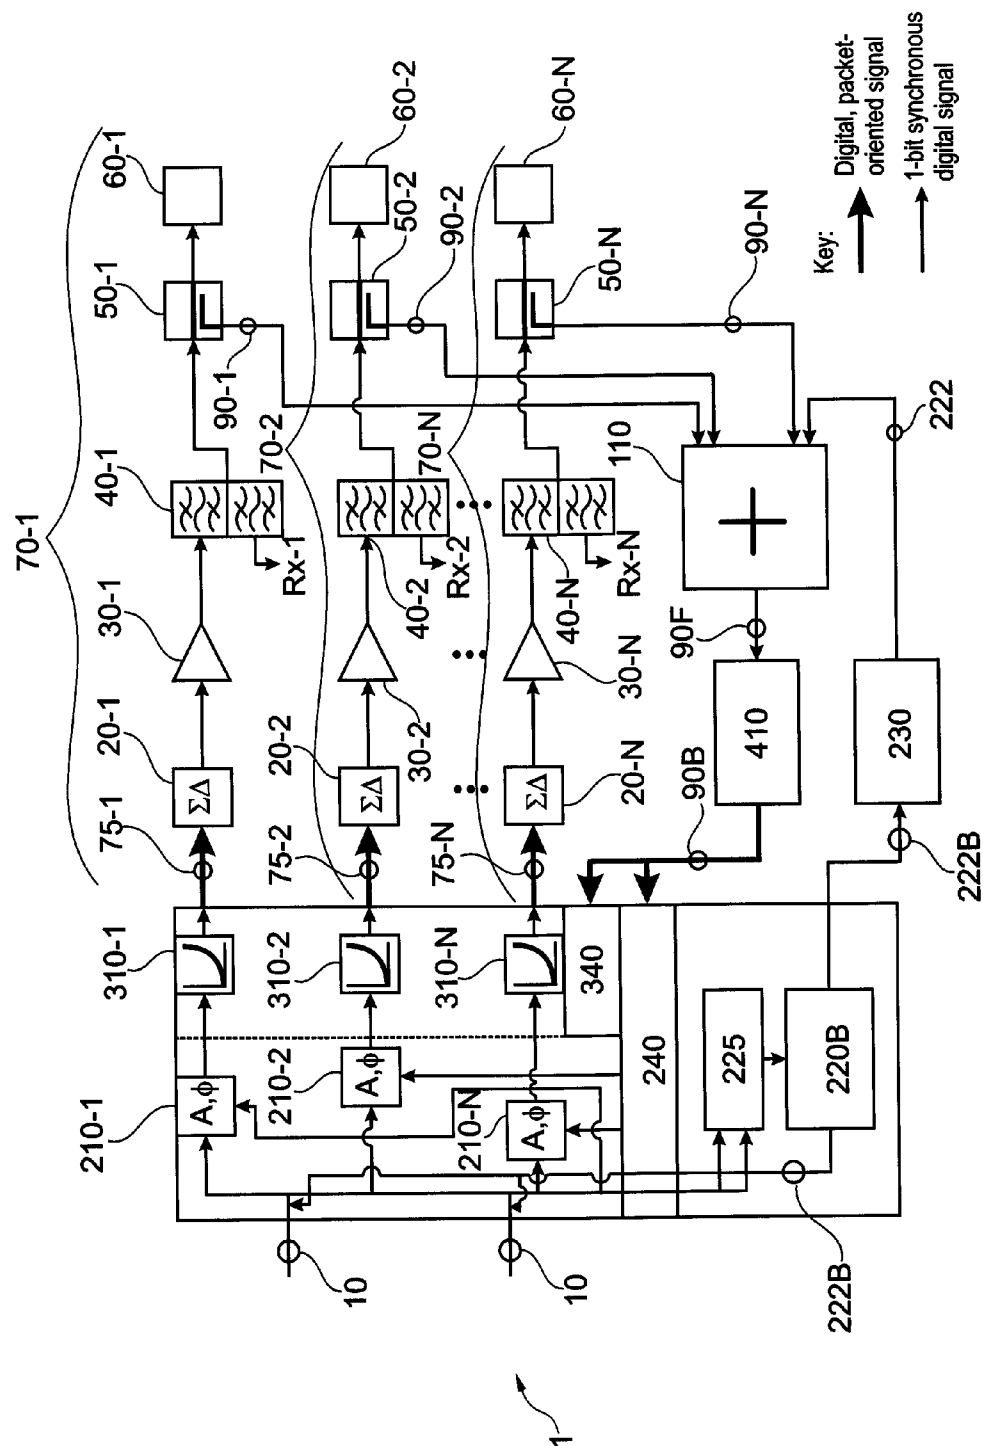 1
10
10
222B
210-1
A,ϕ
210-2
A,ϕ
210-N
A,ϕ
310-1
310-2
310-N
340
240
225
220B
75-1
75-2
75-N
90B
222B
70-1
70-2
70-N
20-1
ΣΔ
20-2
ΣΔ
20-N
ΣΔ
30-1
30-2
30-N
40-1
40-2
40-N
Rx-1
Rx-2
Rx-N
410
230
90F
110
222
50-1
50-2
50-N
90-1
90-2
90-N
60-1
60-2
60-N
Key:
Digital, packet-
oriented signal
1-bit synchronous
digital signal